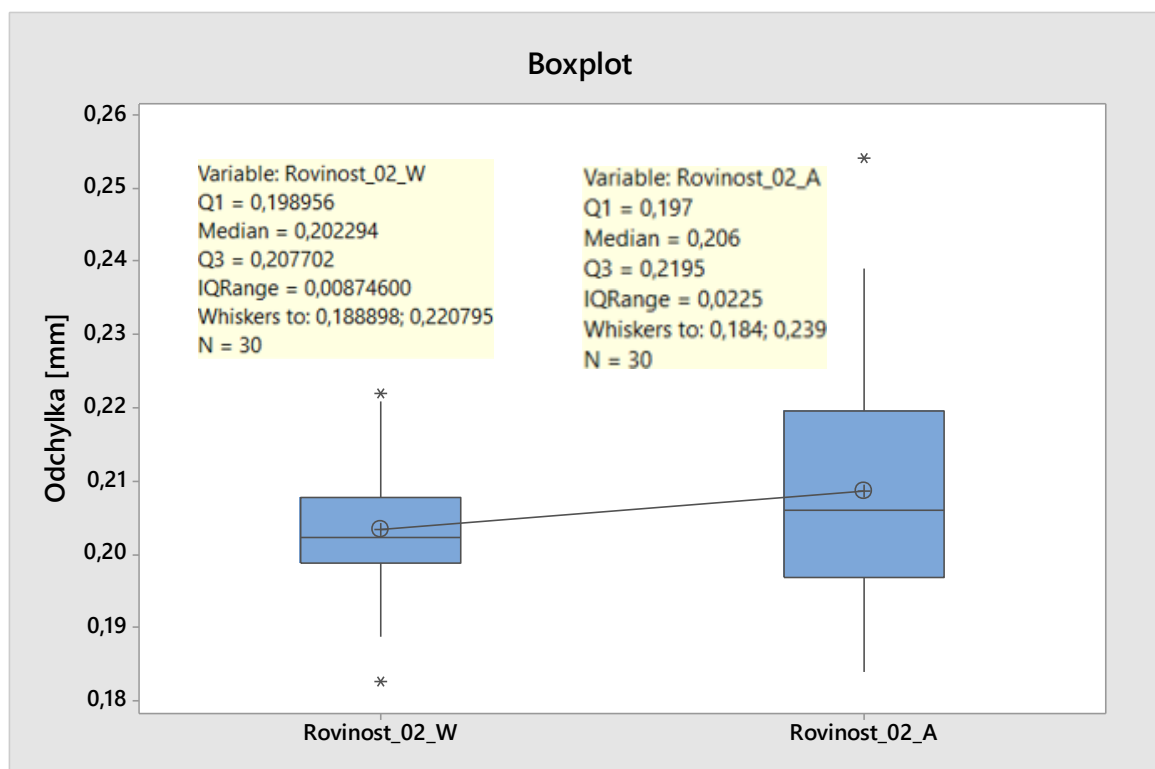 Boxplot
0,26
0,25
0,24
0,23
0,22
0,21
0,20
0,19
0,18
Odchylka [mm]
Variable: Rovinost_02_W
Q1 = 0,198956
Median = 0,202294
Q3 = 0,207702
IQRange = 0,00874600
Whiskers to: 0,188898; 0,220795
N = 30
Variable: Rovinost_02_A
Q1 = 0,197
Median = 0,206
Q3 = 0,2195
IQRange = 0,0225
Whiskers to: 0,184; 0,239
N = 30
Rovinost_02_W
Rovinost_02_A